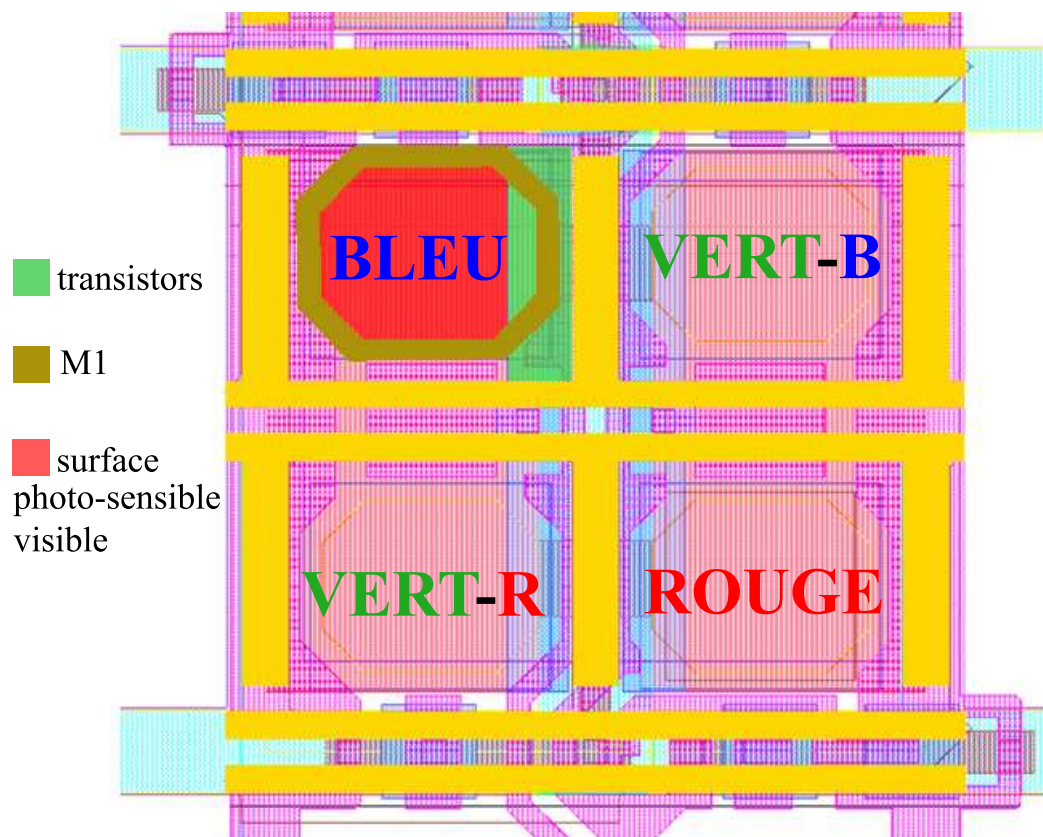 BLEU
VERT-B
transistors
M1
surface
photo-sensible
visible
VERT-R
ROUGE